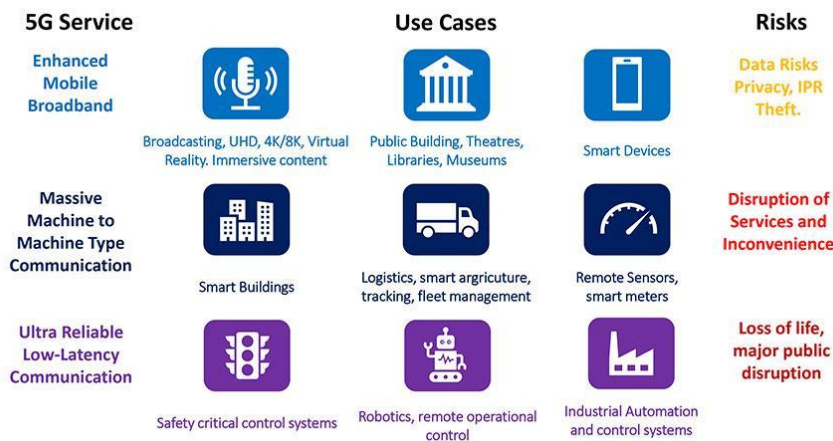 5G Service
Use Cases
Risks
Enhanced
Mobile
Broadband
Broadcasting, UHD, 4K/8K, Virtual
Reality. Immersive content
Public Building, Theatres,
Libraries, Museums
Smart Devices
Data Risks
Privacy, IPR
Theft.
Massive
Machine to
Machine Type
Communication
Smart Buildings
Logistics, smart argricuture,
tracking, fleet management
Remote Sensors,
smart meters
Disruption of
Services and
Inconvenience
Ultra Reliable
Low-Latency
Communication
Safety critical control systems
Robotics, remote operational
control
Industrial Automation
and control systems
Loss of life,
major public
disruption